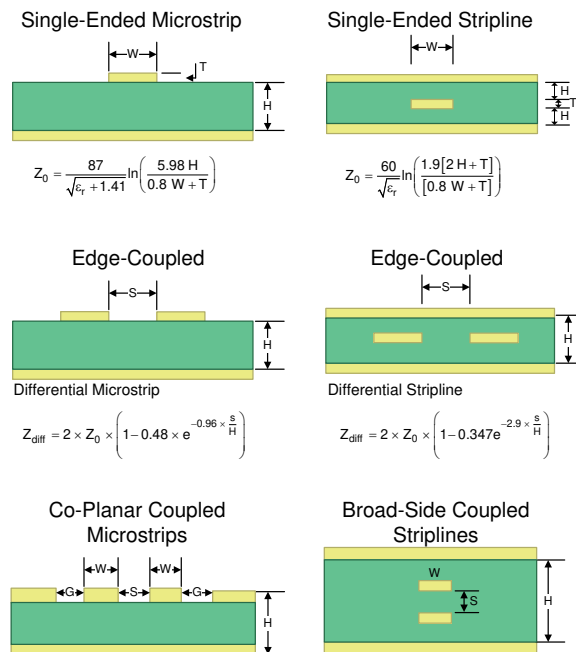 Single-Ended Microstrip
W
T
H
Z₀ = 87/√(εᵣ + 1.41) ln(5.98 H/(0.8 W + T))
Single-Ended Stripline
W
H
T
H
Z₀ = 60/√εᵣ ln(1.9[2 H + T]/[0.8 W + T])
Edge-Coupled
S
H
Differential Microstrip
Z_diff = 2 × Z₀ × (1 − 0.48 × e^(−0.96 × s/H))
Edge-Coupled
S
H
Differential Stripline
Z_diff = 2 × Z₀ × (1 − 0.347e^(−2.9 × s/H))
Co-Planar Coupled
Microstrips
W W
G S G
H
Broad-Side Coupled
Striplines
W
S
H